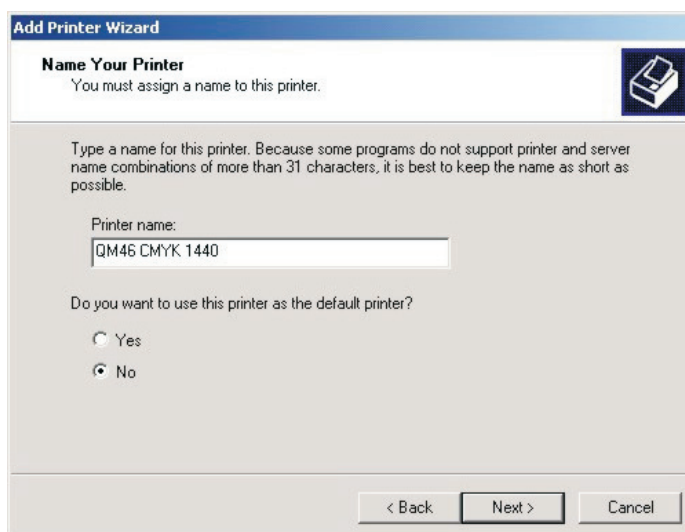 Add Printer Wizard
Name Your Printer
You must assign a name to this printer.
Type a name for this printer. Because some programs do not support printer and server
name combinations of more than 31 characters, it is best to keep the name as short as
possible.
Printer name:
QM46 CMYK 1440
Do you want to use this printer as the default printer?
Yes
No
< Back
Next >
Cancel